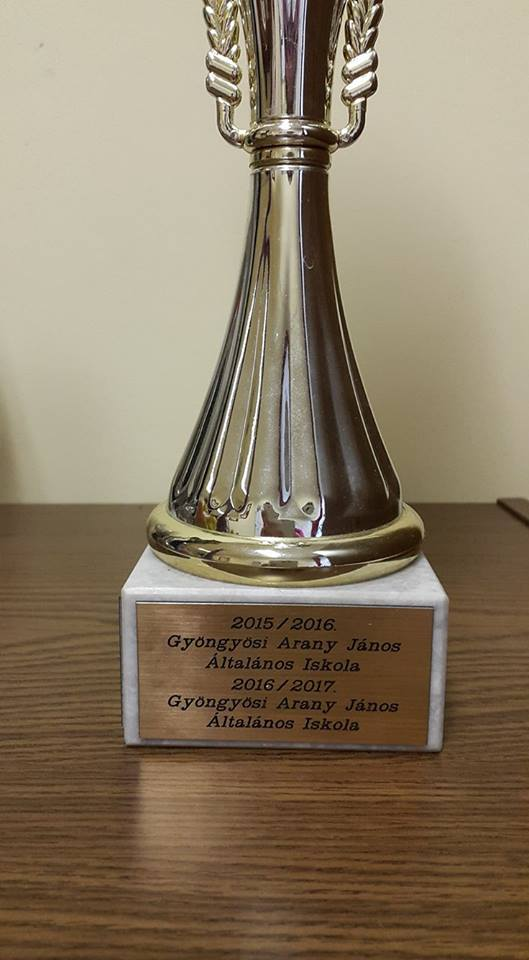 2015/2016.
Gyöngyösi Arany János
Általános Iskola
2016/2017.
Gyöngyösi Arany János
Általános Iskola